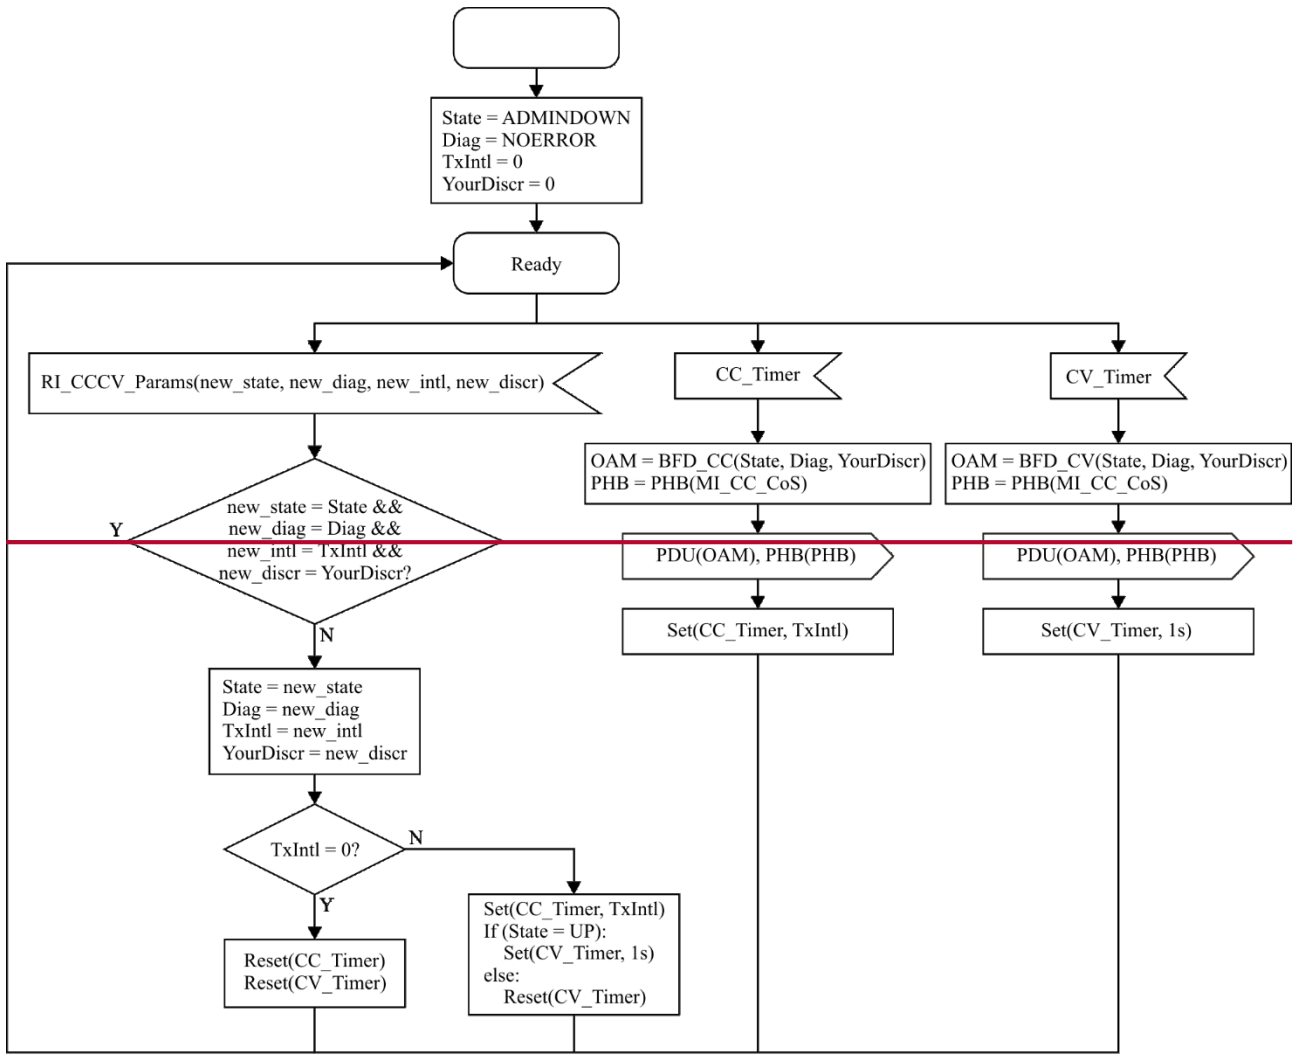 State = ADMINDOWN
Diag = NOERROR
TxIntl = 0
YourDiscr = 0
Ready
RI_CCCV_Params(new_state, new_diag, new_intl, new_discr)
CC_Timer
CV_Timer
OAM = BFD_CC(State, Diag, YourDiscr)
PHB = PHB(MI_CC_CoS)
OAM = BFD_CV(State, Diag, YourDiscr)
PHB = PHB(MI_CC_CoS)
Y
new_state = State &&
new_diag = Diag &&
new_intl = TxIntl &&
new_discr = YourDiscr?
N
PDU(OAM), PHB(PHB)
PDU(OAM), PHB(PHB)
Set(CC_Timer, TxIntl)
Set(CV_Timer, 1s)
State = new_state
Diag = new_diag
TxIntl = new_intl
YourDiscr = new_discr
TxIntl = 0?
N
Y
Reset(CC_Timer)
Reset(CV_Timer)
Set(CC_Timer, TxIntl)
If (State = UP):
Set(CV_Timer, 1s)
else:
Reset(CV_Timer)